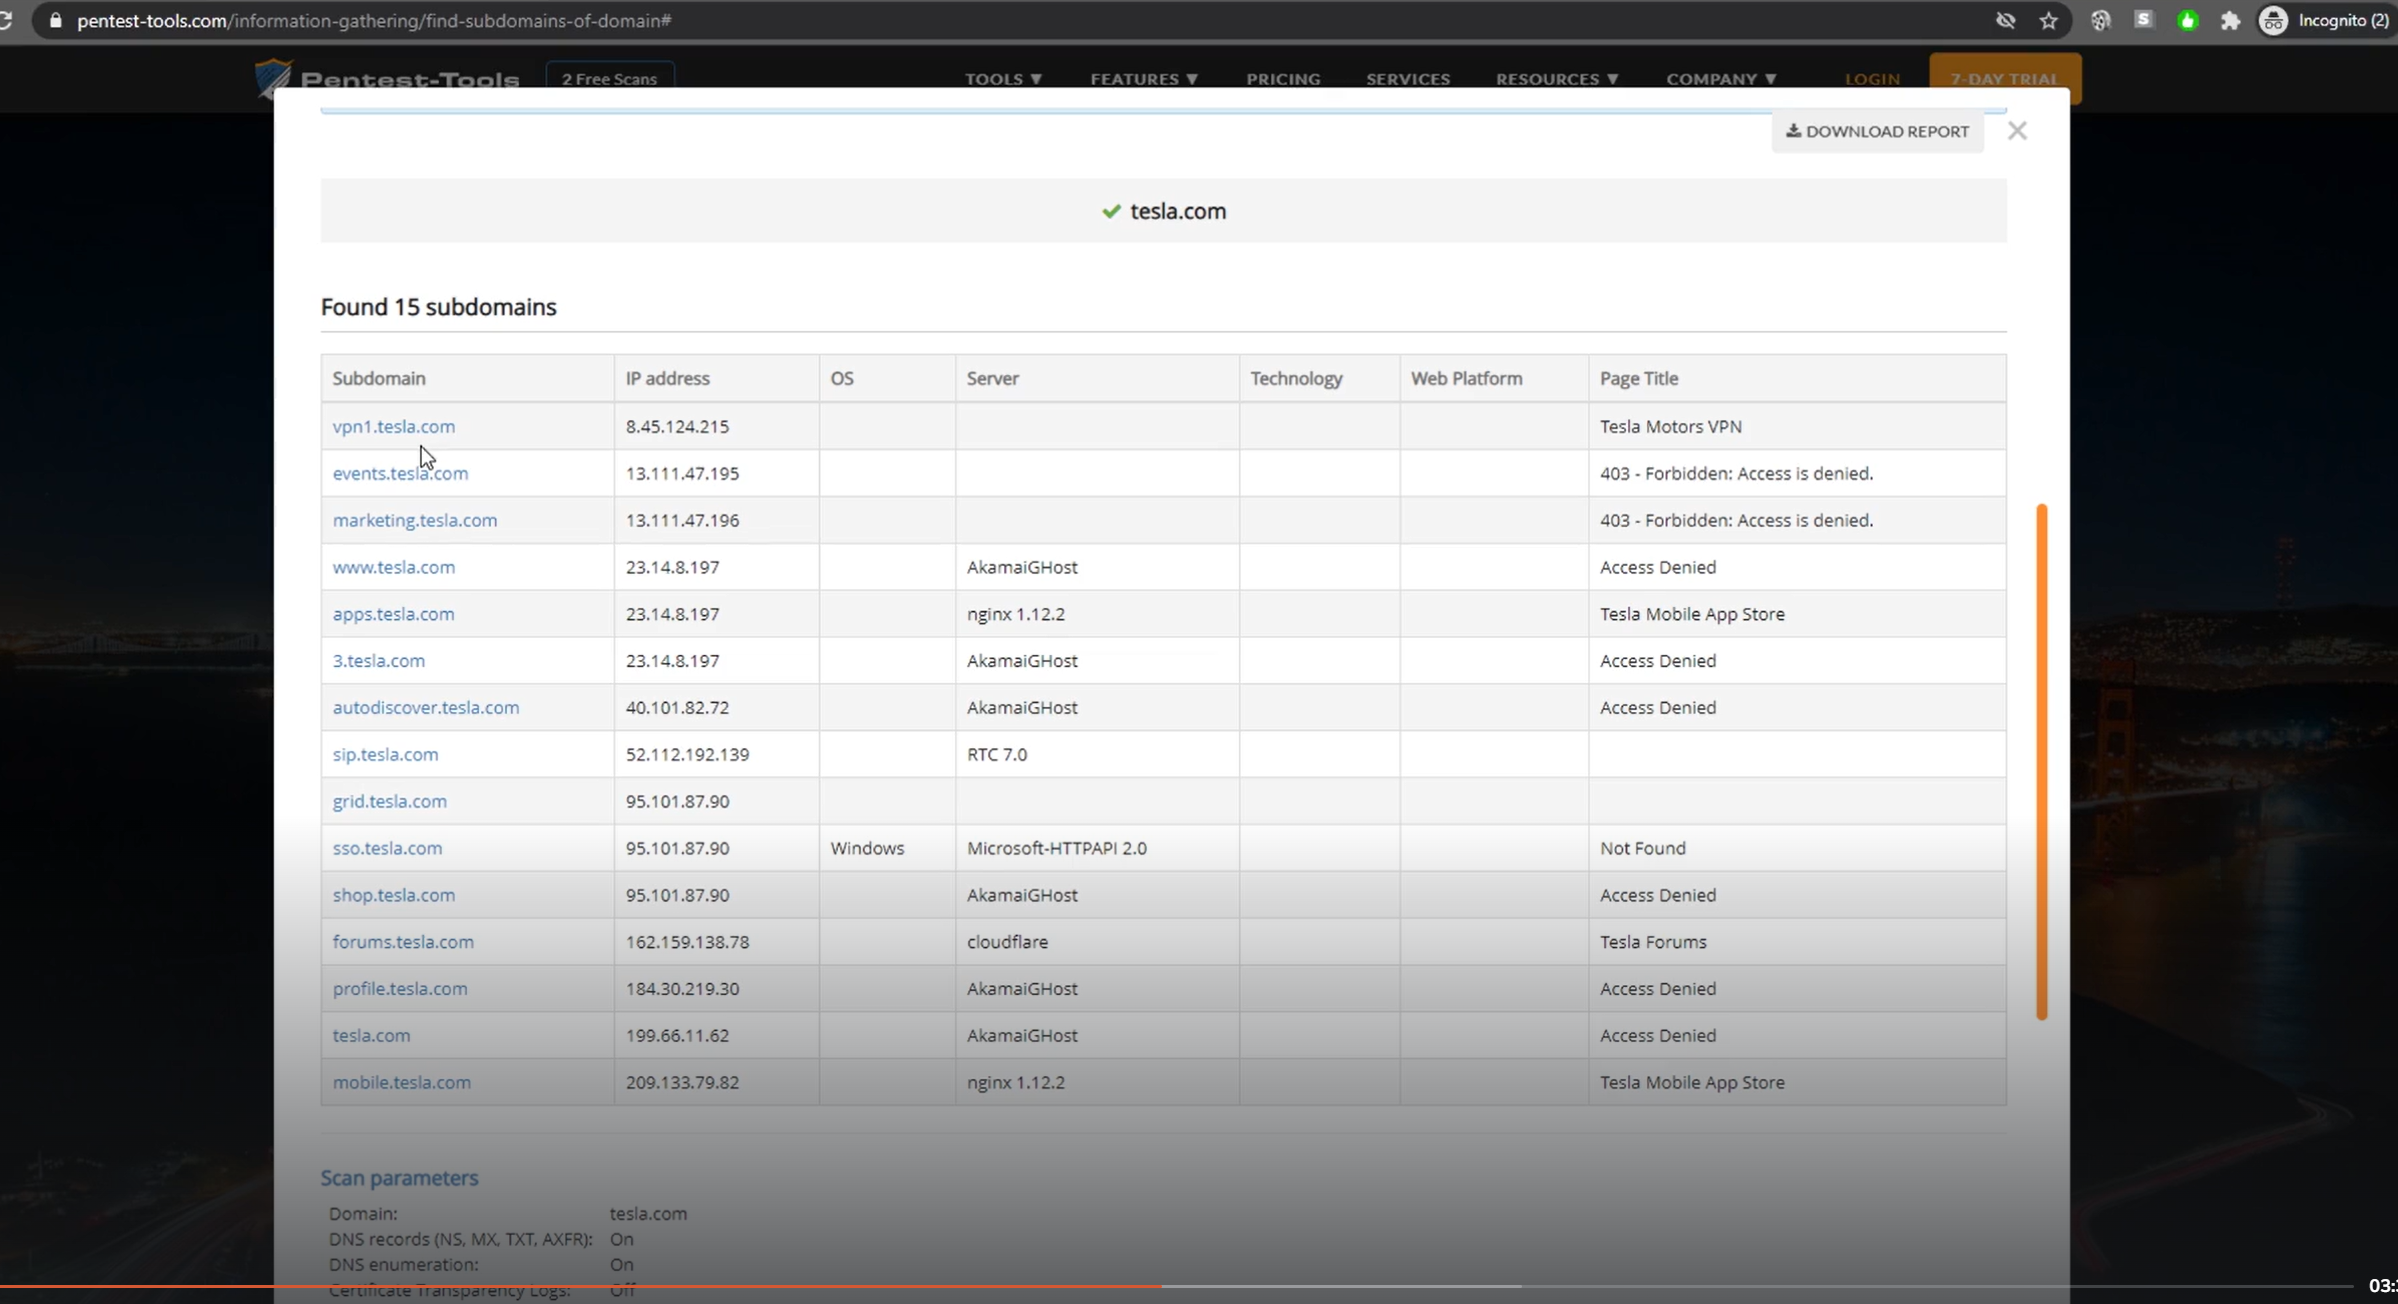 pentest-tools.com/information-gathering/find-subdomains-of-domain#
S
Incognito (2)
Pentest-Tools
2 Free Scans
TOOLS ▼ FEATURES ▼ PRICING SERVICES RESOURCES ▼ COMPANY ▼ LOGIN 7-DAY TRIAL
DOWNLOAD REPORT ×
✔ tesla.com
Found 15 subdomains
Subdomain IP address OS Server Technology Web Platform Page Title
vpn1.tesla.com 8.45.124.215 Tesla Motors VPN
events.tesla.com 13.111.47.195 403 - Forbidden: Access is denied.
marketing.tesla.com 13.111.47.196 403 - Forbidden: Access is denied.
www.tesla.com 23.14.8.197 AkamaiGHost Access Denied
apps.tesla.com 23.14.8.197 nginx 1.12.2 Tesla Mobile App Store
3.tesla.com 23.14.8.197 AkamaiGHost Access Denied
autodiscover.tesla.com 40.101.82.72 AkamaiGHost Access Denied
sip.tesla.com 52.112.192.139 RTC 7.0
grid.tesla.com 95.101.87.90
sso.tesla.com 95.101.87.90 Windows Microsoft-HTTPAPI 2.0 Not Found
shop.tesla.com 95.101.87.90 AkamaiGHost Access Denied
forums.tesla.com 162.159.138.78 cloudflare Tesla Forums
profile.tesla.com 184.30.219.30 AkamaiGHost Access Denied
tesla.com 199.66.11.62 AkamaiGHost Access Denied
mobile.tesla.com 209.133.79.82 nginx 1.12.2 Tesla Mobile App Store
Scan parameters
Domain: tesla.com
DNS records (NS, MX, TXT, AXFR): On
DNS enumeration: On
Certificate Transparency Logs: Off